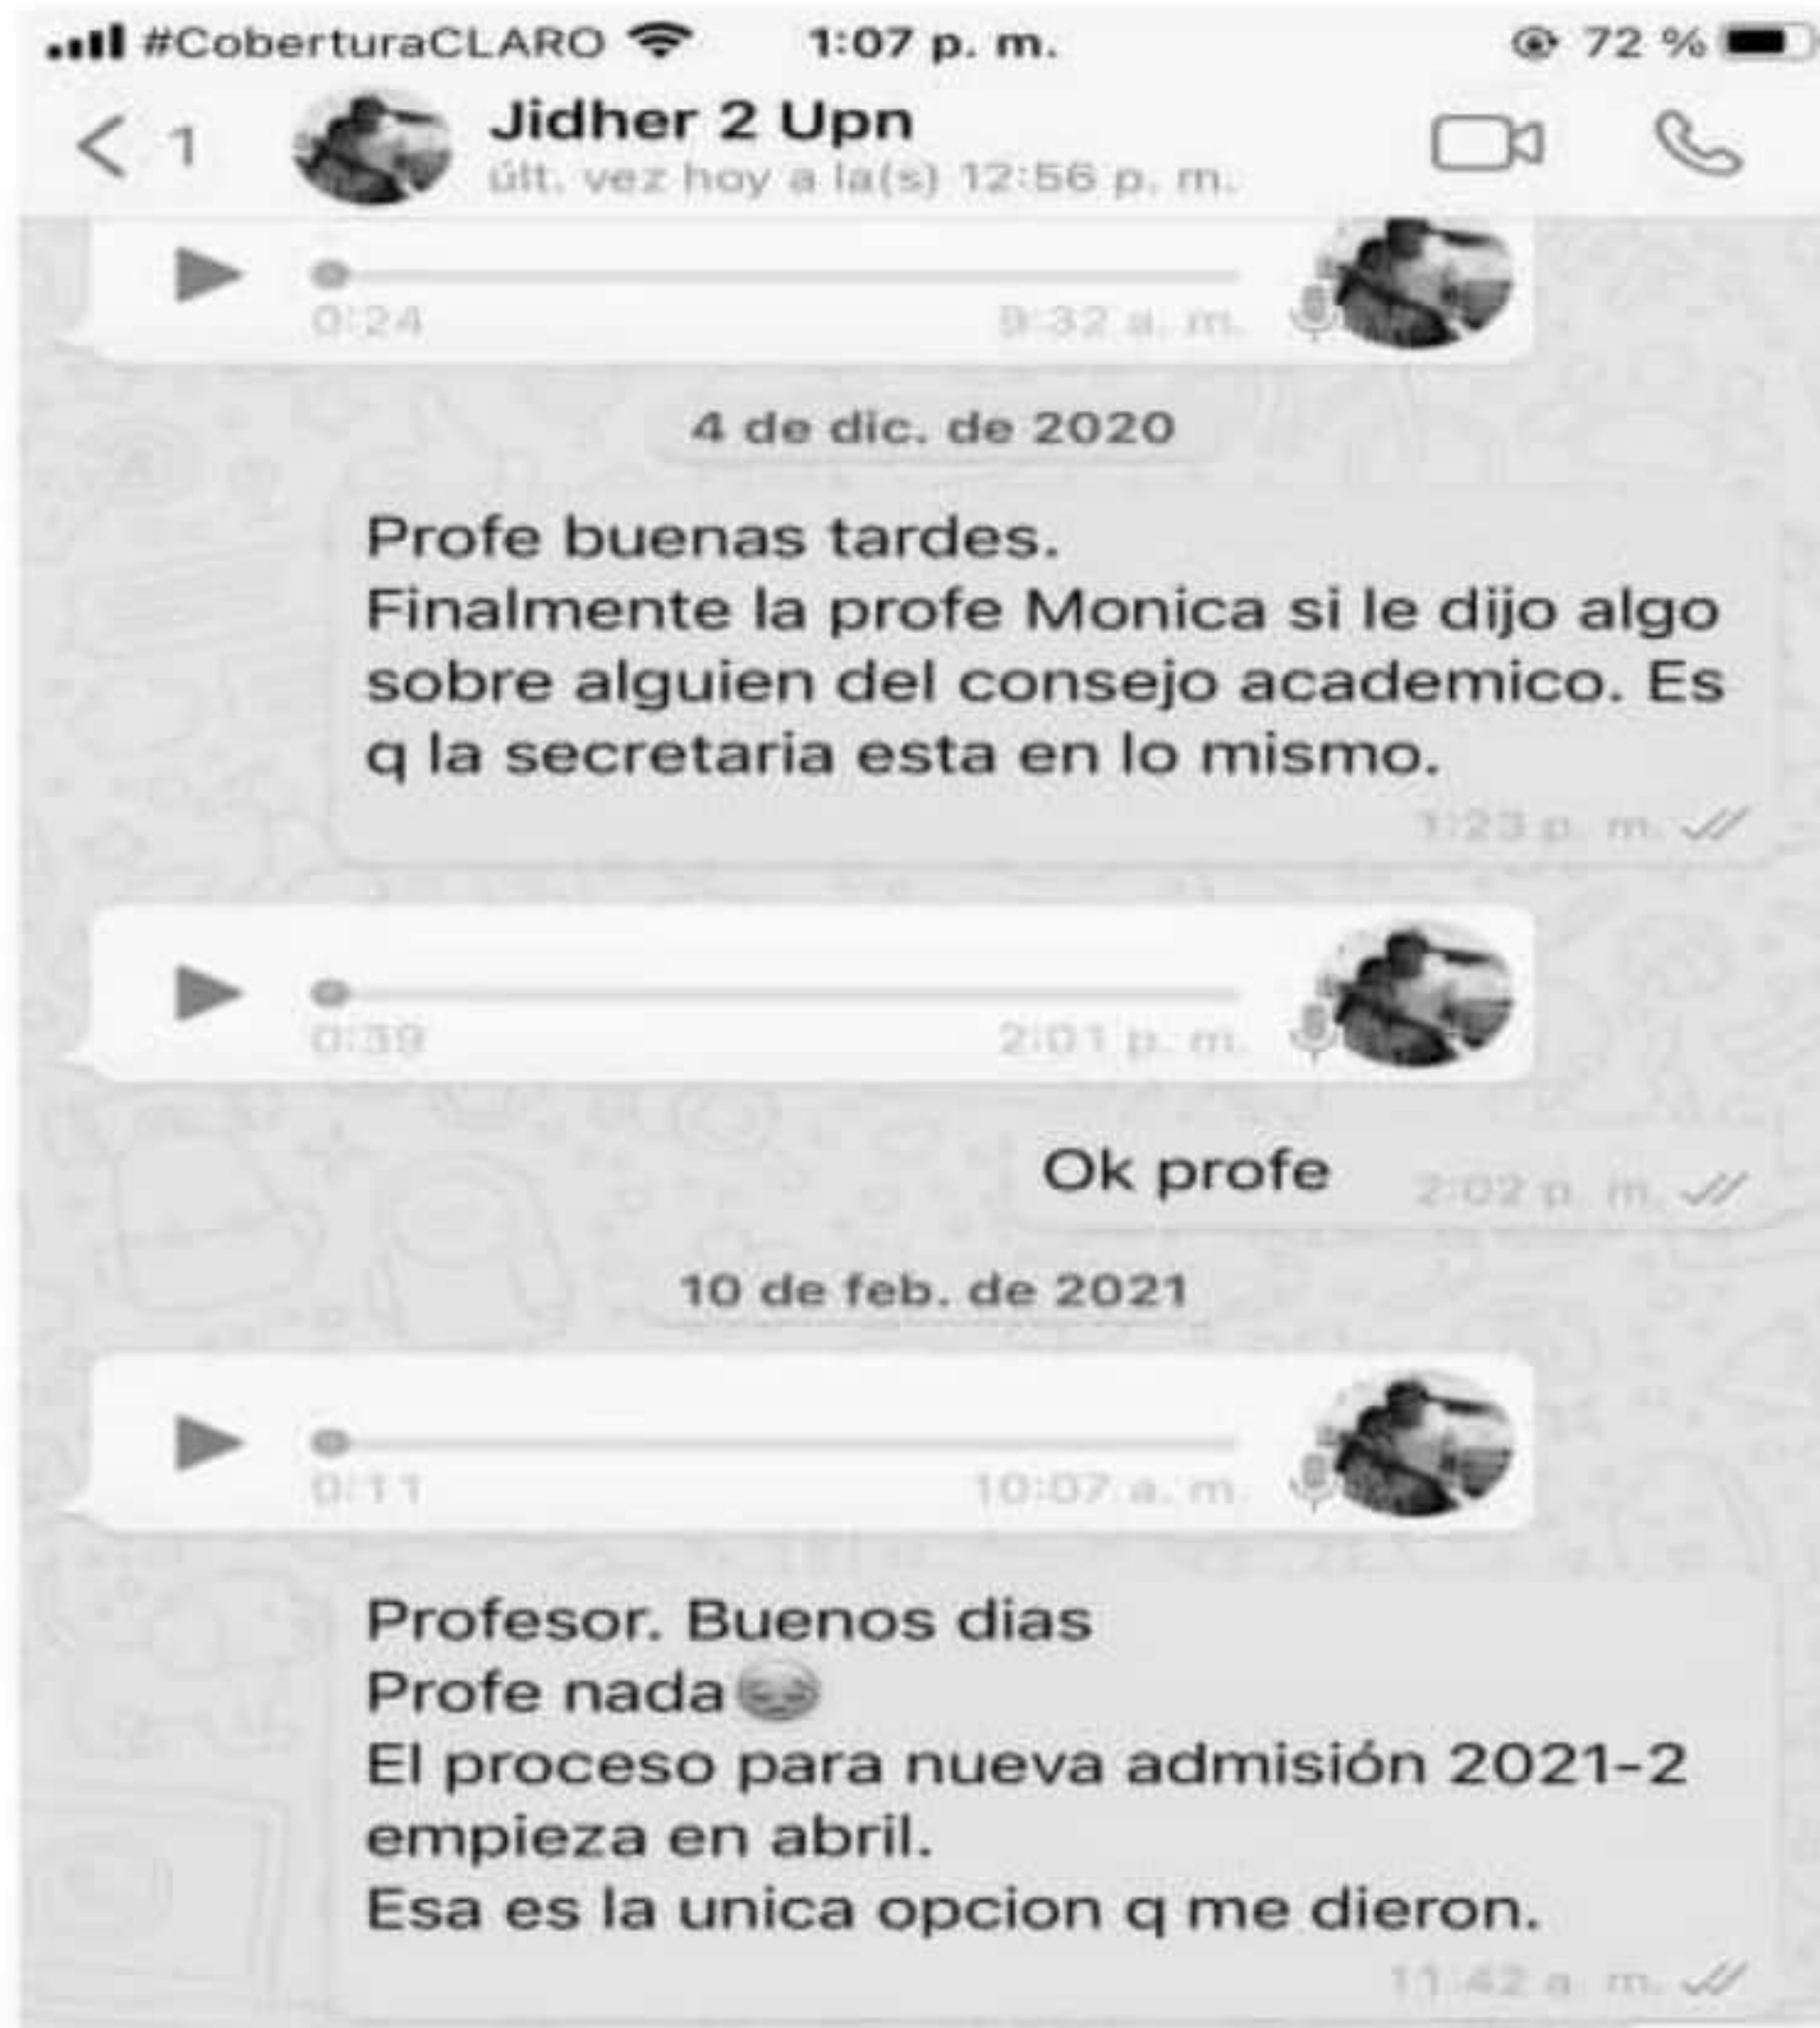 #CoberturaCLARO 1:07 p. m. 72 %
1 Jidher 2 Upn
últ. vez hoy a la(s) 12:56 p. m.
0:24 9:32 a. m.
4 de dic. de 2020
Profe buenas tardes.
Finalmente la profe Monica si le dijo algo
sobre alguien del consejo academico. Es
q la secretaria esta en lo mismo.
1:23 p. m.
0:39 2:01 p. m.
Ok profe 2:02 p. m.
10 de feb. de 2021
0:11 10:07 a. m.
Profesor. Buenos dias
Profe nada😔
El proceso para nueva admisión 2021-2
empieza en abril.
Esa es la unica opcion q me dieron.
11:42 a. m.